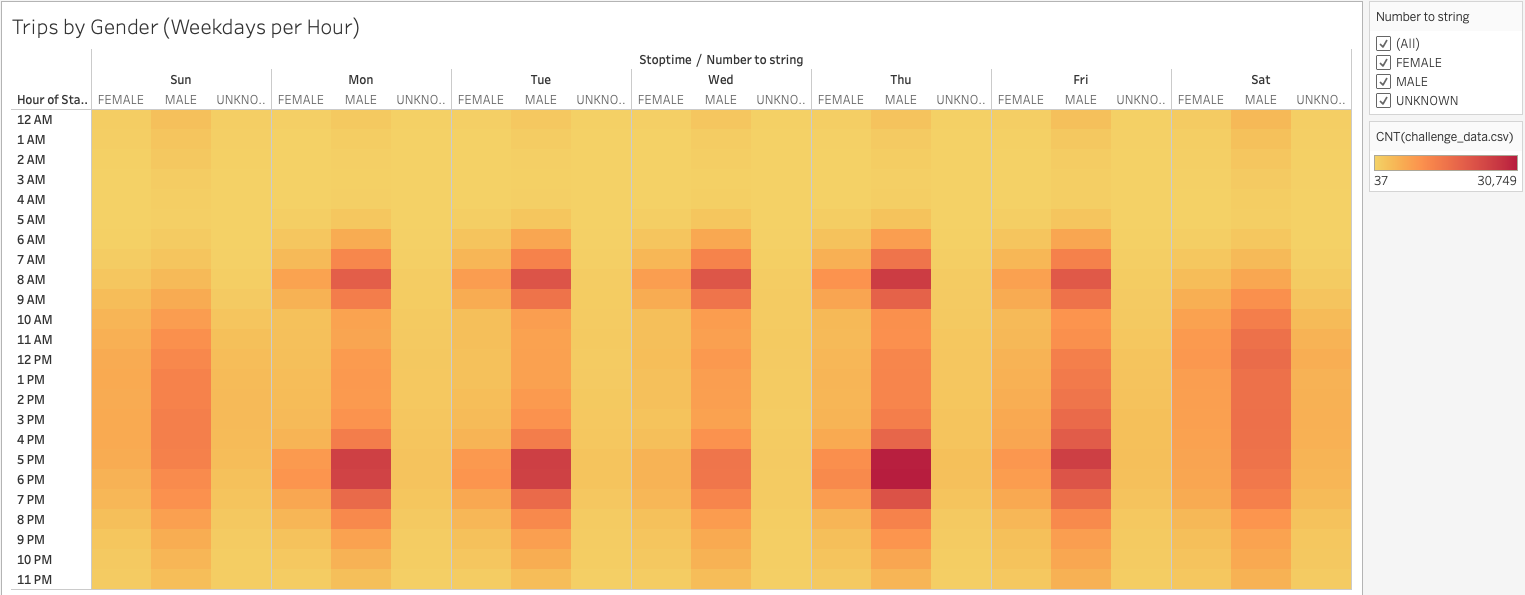 Trips by Gender (Weekdays per Hour)
Stoptime / Number to string
Sun Mon Tue Wed Thu Fri Sat
Hour of Sta.. FEMALE MALE UNKNO.. FEMALE MALE UNKNO.. FEMALE MALE UNKNO.. FEMALE MALE UNKNO.. FEMALE MALE UNKNO.. FEMALE MALE UNKNO.. FEMALE MALE UNKNO..
12 AM
1 AM
2 AM
3 AM
4 AM
5 AM
6 AM
7 AM
8 AM
9 AM
10 AM
11 AM
12 PM
1 PM
2 PM
3 PM
4 PM
5 PM
6 PM
7 PM
8 PM
9 PM
10 PM
11 PM
Number to string
(All)
FEMALE
MALE
UNKNOWN
CNT(challenge_data.csv)
37 30,749